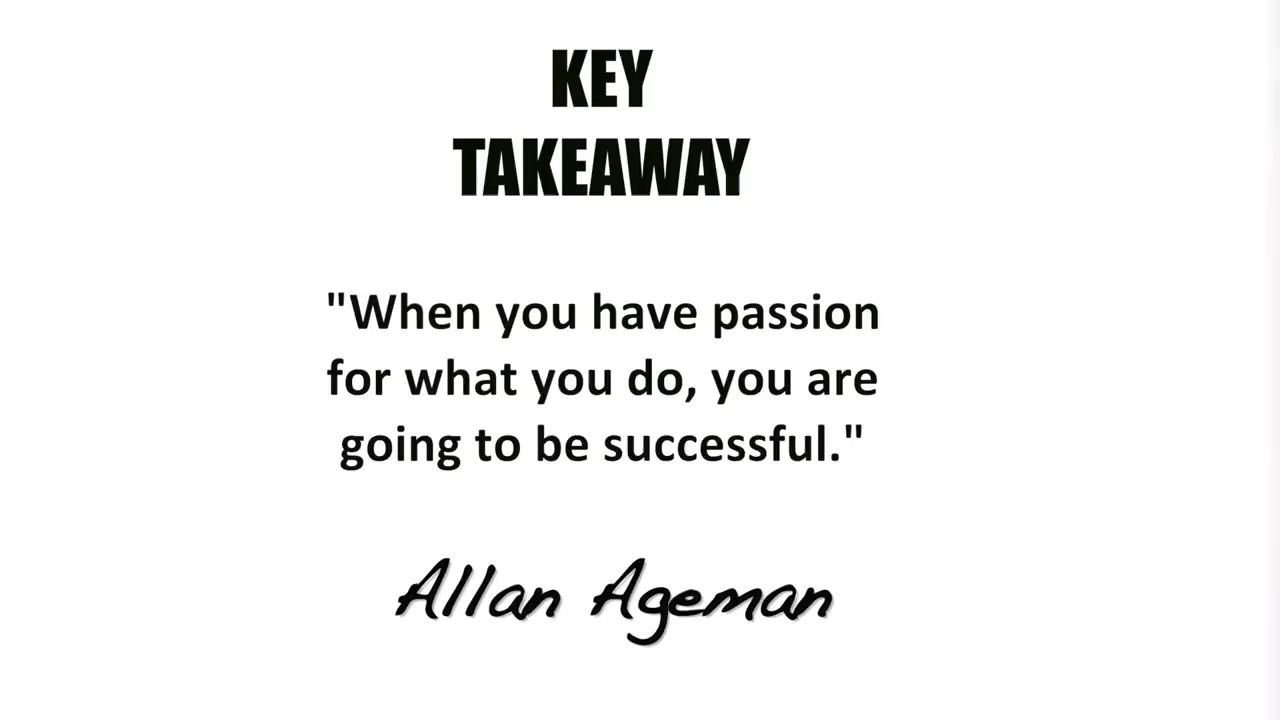 KEY
TAKEAWAY
"When you have passion
for what you do, you are
going to be successful."
Allan Ageman